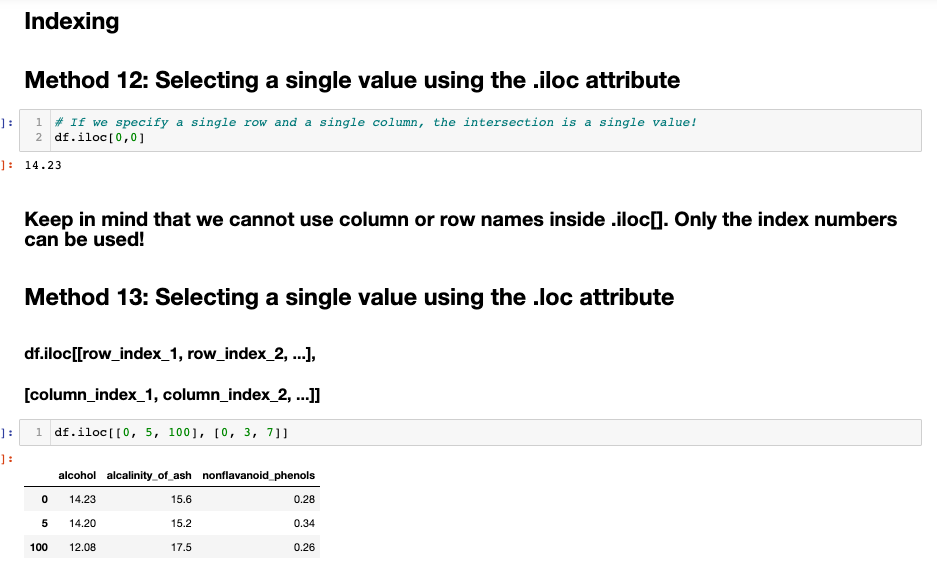 Indexing
Method 12: Selecting a single value using the .iloc attribute
]: 1 # If we specify a single row and a single column, the intersection is a single value!
2 df.iloc[0,0]
]: 14.23
Keep in mind that we cannot use column or row names inside .iloc[]. Only the index numbers
can be used!
Method 13: Selecting a single value using the .loc attribute
df.iloc[[row_index_1, row_index_2, ...],
[column_index_1, column_index_2, ...]]
]: 1 df.iloc[[0, 5, 100], [0, 3, 7]]
]:
alcohol alcalinity_of_ash nonflavanoid_phenols
0 14.23 15.6 0.28
5 14.20 15.2 0.34
100 12.08 17.5 0.26